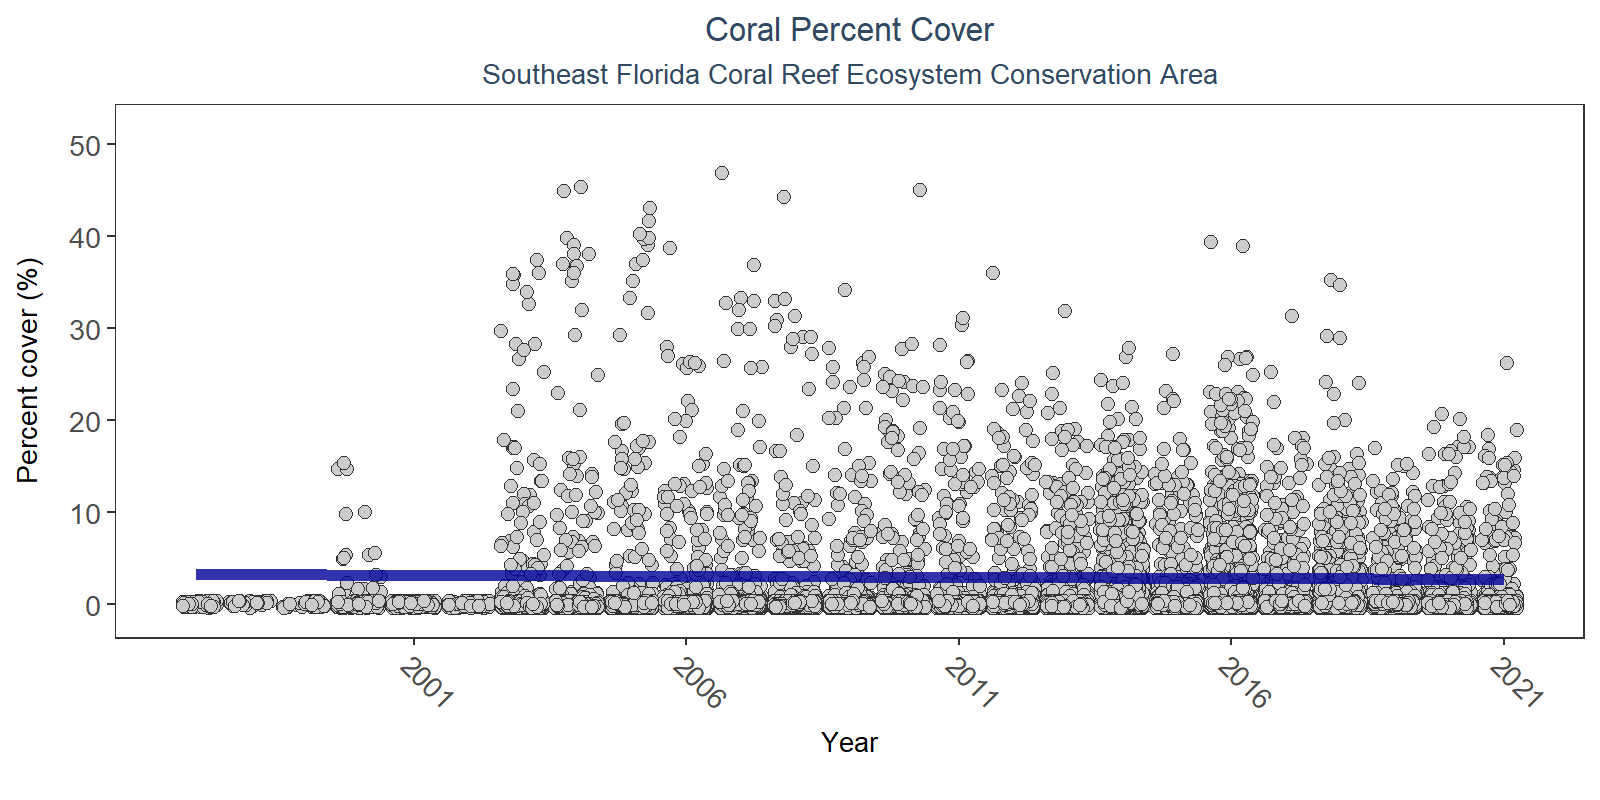 Coral Percent Cover
Southeast Florida Coral Reef Ecosystem Conservation Area
Percent cover (%)
50
40
30
20
10
0
2001
2006
2011
2016
2021
Year